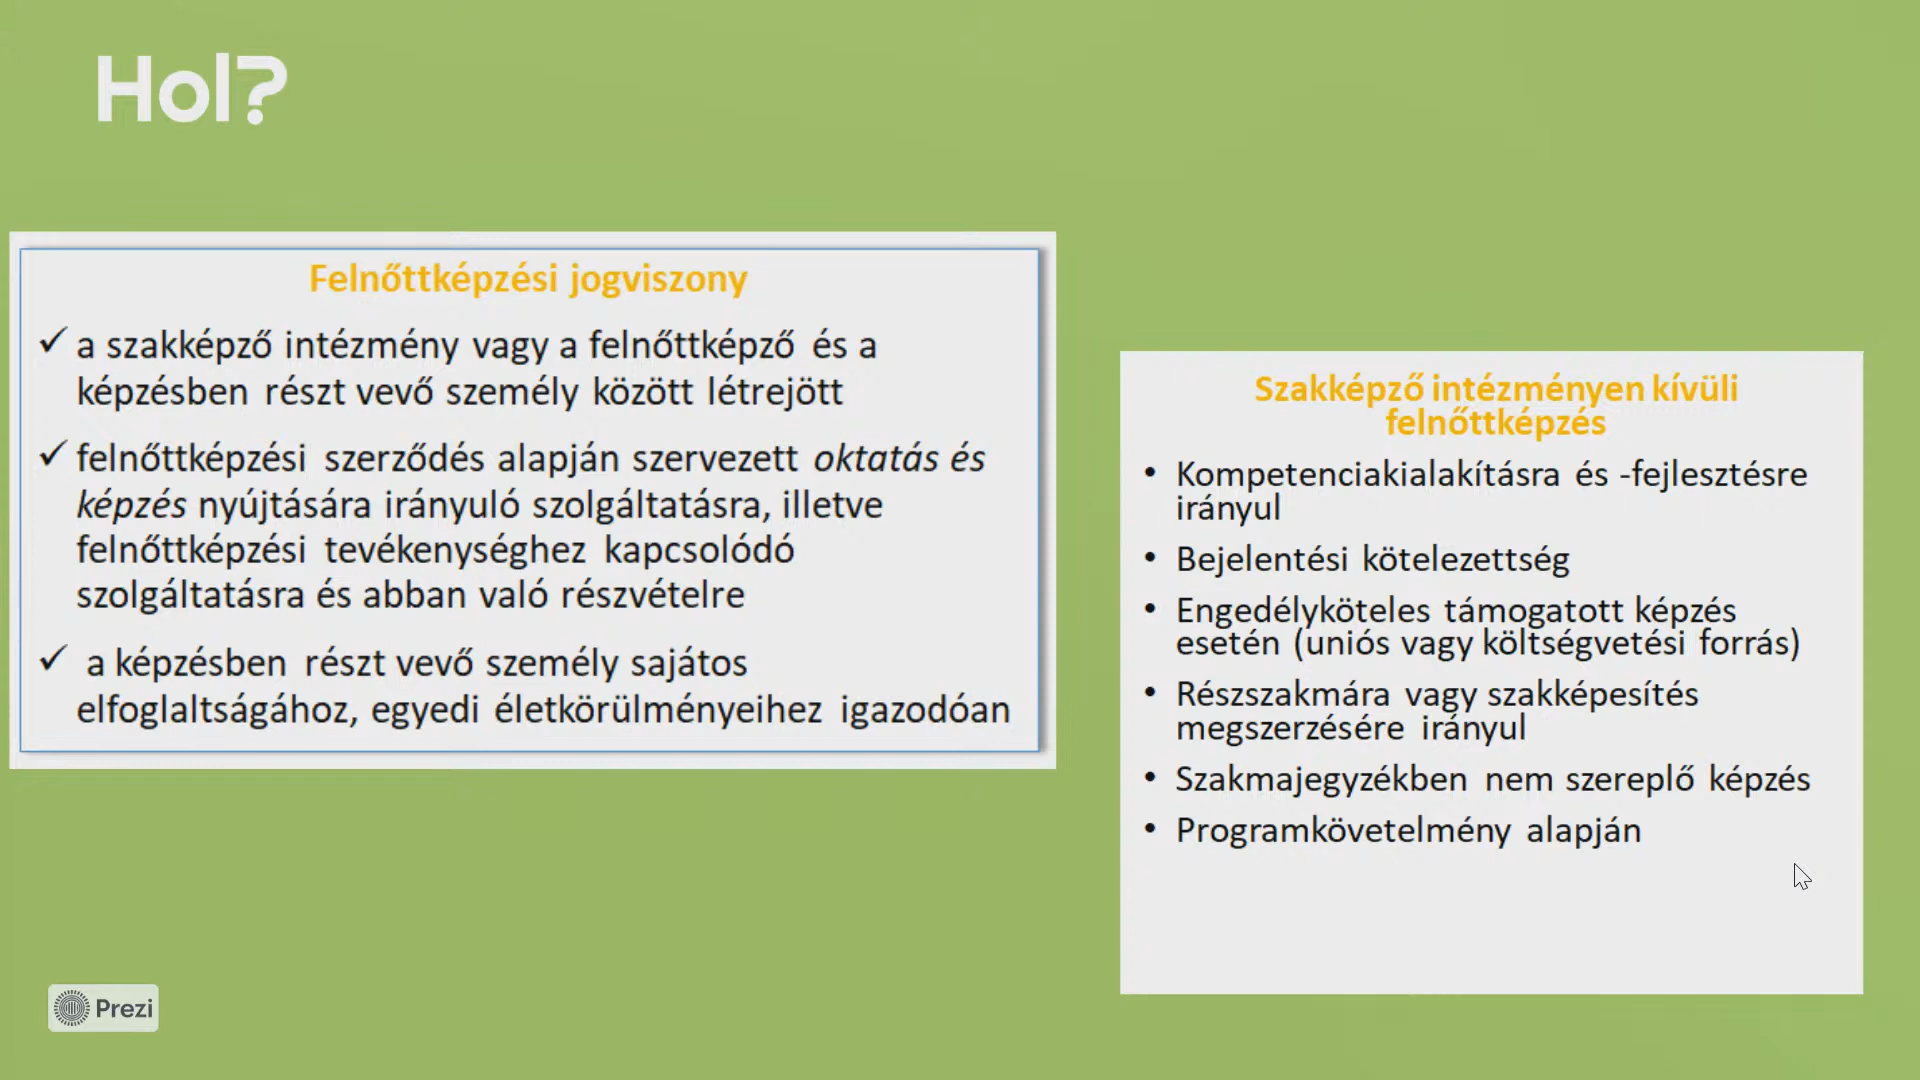 Hol?
Felnőttképzési jogviszony
✓ a szakképző intézmény vagy a felnőttképző és a
képzésben részt vevő személy között létrejött
✓ felnőttképzési szerződés alapján szervezett oktatás és
képzés nyújtására irányuló szolgáltatásra, illetve
felnőttképzési tevékenységhez kapcsolódó
szolgáltatásra és abban való részvételre
✓ a képzésben részt vevő személy sajátos
elfoglaltságához, egyedi életkörülményeihez igazodóan
Szakképző intézményen kívüli
felnőttképzés
• Kompetenciakialakításra és -fejlesztésre
irányul
• Bejelentési kötelezettség
• Engedélyköteles támogatott képzés
esetén (uniós vagy költségvetési forrás)
• Részszakmára vagy szakképesítés
megszerzésére irányul
• Szakmajegyzékben nem szereplő képzés
• Programkövetelmény alapján
Prezi